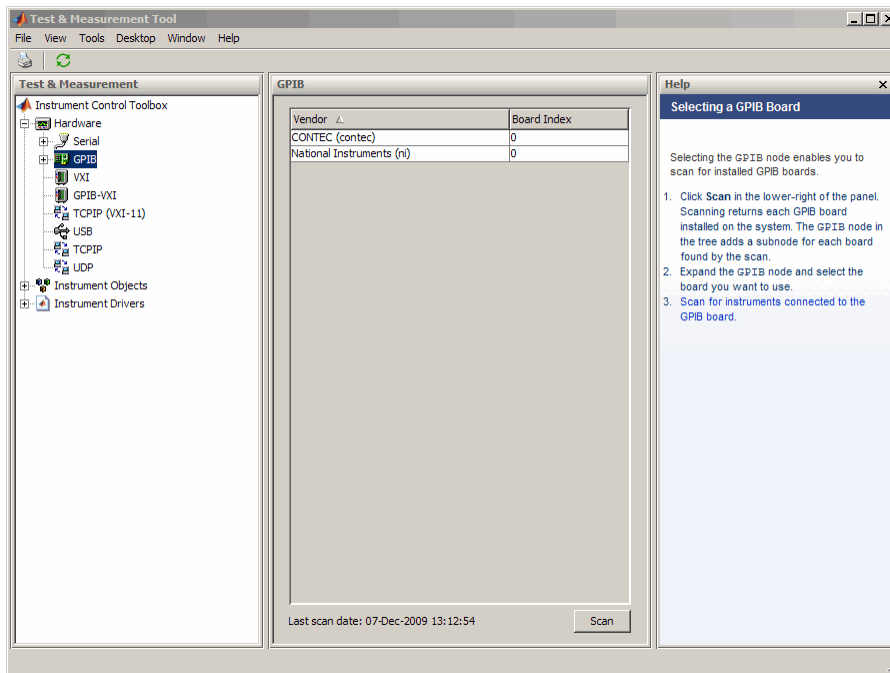 Test & Measurement Tool
File View Tools Desktop Window Help
Test & Measurement
Instrument Control Toolbox
Hardware
Serial
GPIB
VXI
GPIB-VXI
TCPIP (VXI-11)
USB
TCPIP
UDP
Instrument Objects
Instrument Drivers
GPIB
Vendor Board Index
CONTEC (contec) 0
National Instruments (ni) 0
Last scan date: 07-Dec-2009 13:12:54
Scan
Help
Selecting a GPIB Board
Selecting the GPIB node enables you to
scan for installed GPIB boards.
1. Click Scan in the lower-right of the panel.
Scanning returns each GPIB board
installed on the system. The GPIB node in
the tree adds a subnode for each board
found by the scan.
2. Expand the GPIB node and select the
board you want to use.
3. Scan for instruments connected to the
GPIB board.